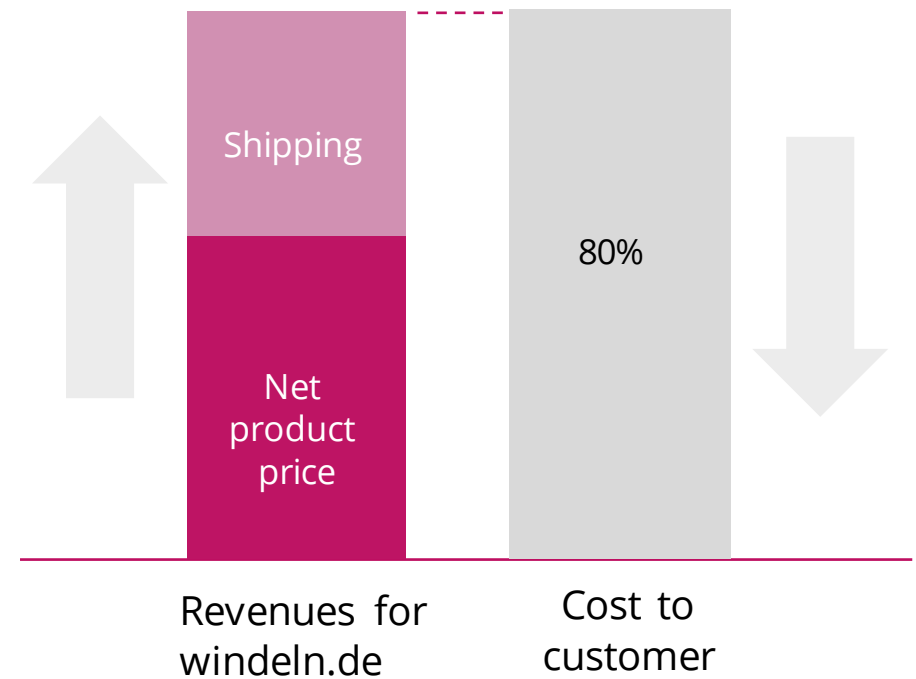 Shipping
80%
Net
product
price
Revenues for
windeln.de
Cost to
customer